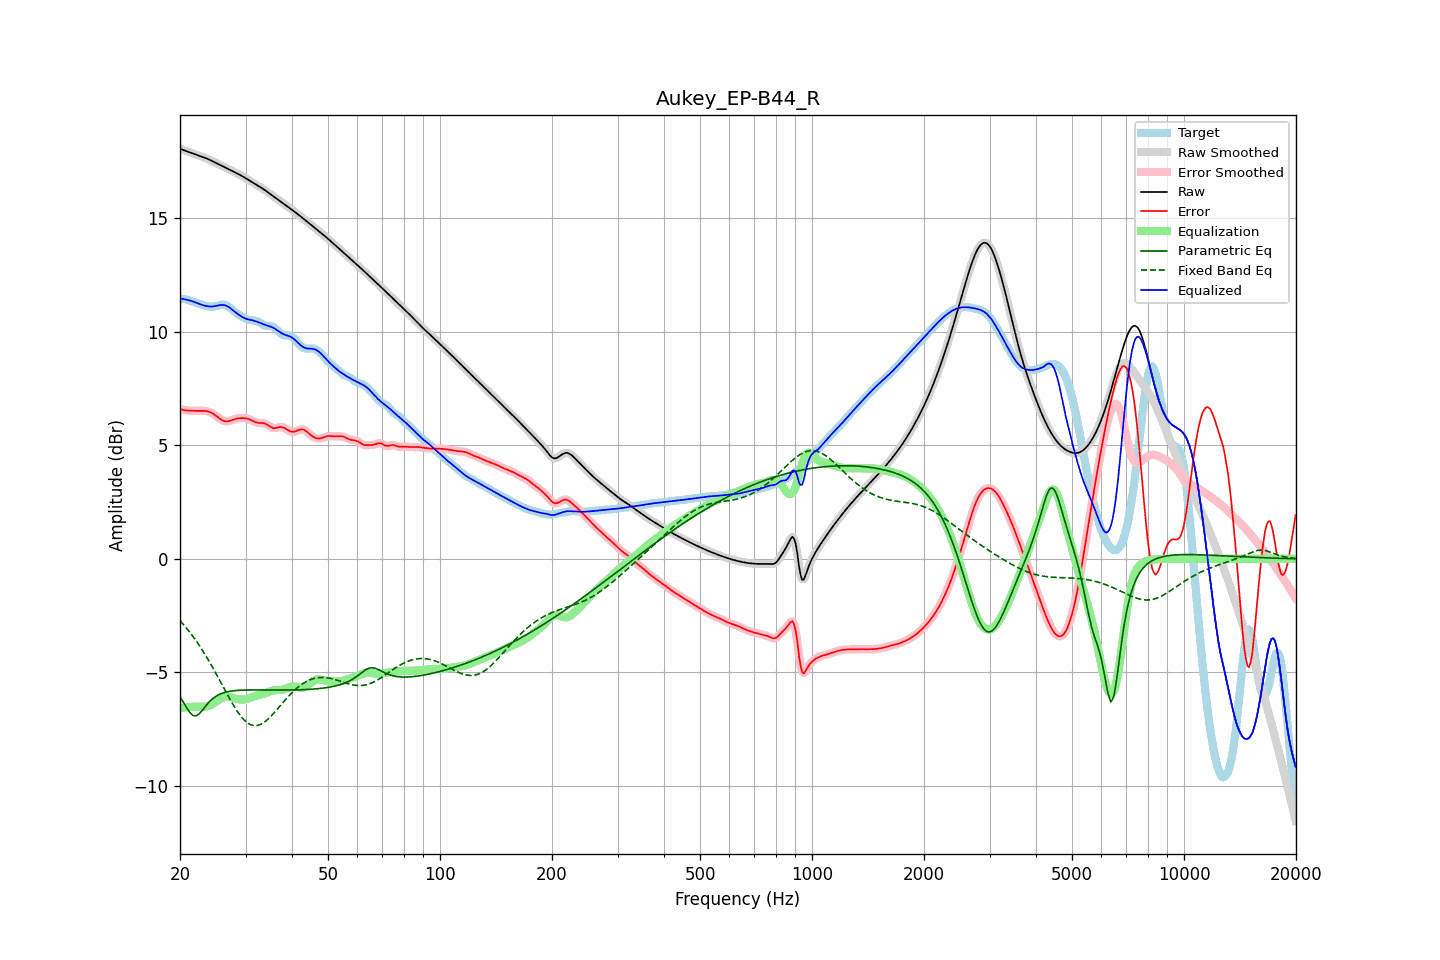 Aukey_EP-B44_R
Target
Raw Smoothed
Error Smoothed
Raw
Error
Equalization
Parametric Eq
Fixed Band Eq
Equalized
Amplitude (dBr)
15
10
5
0
−5
−10
20
50
100
200
500
1000
2000
5000
10000
20000
Frequency (Hz)